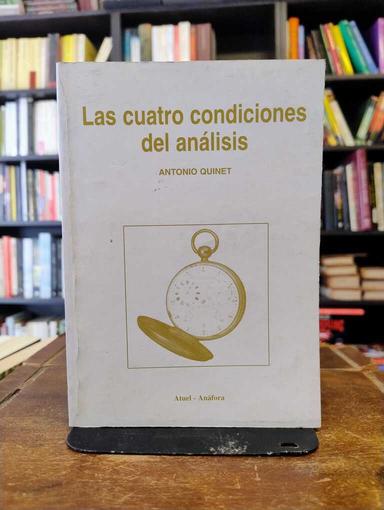 Las cuatro condiciones
del análisis
ANTONIO QUINET
Atuel - Anáfora